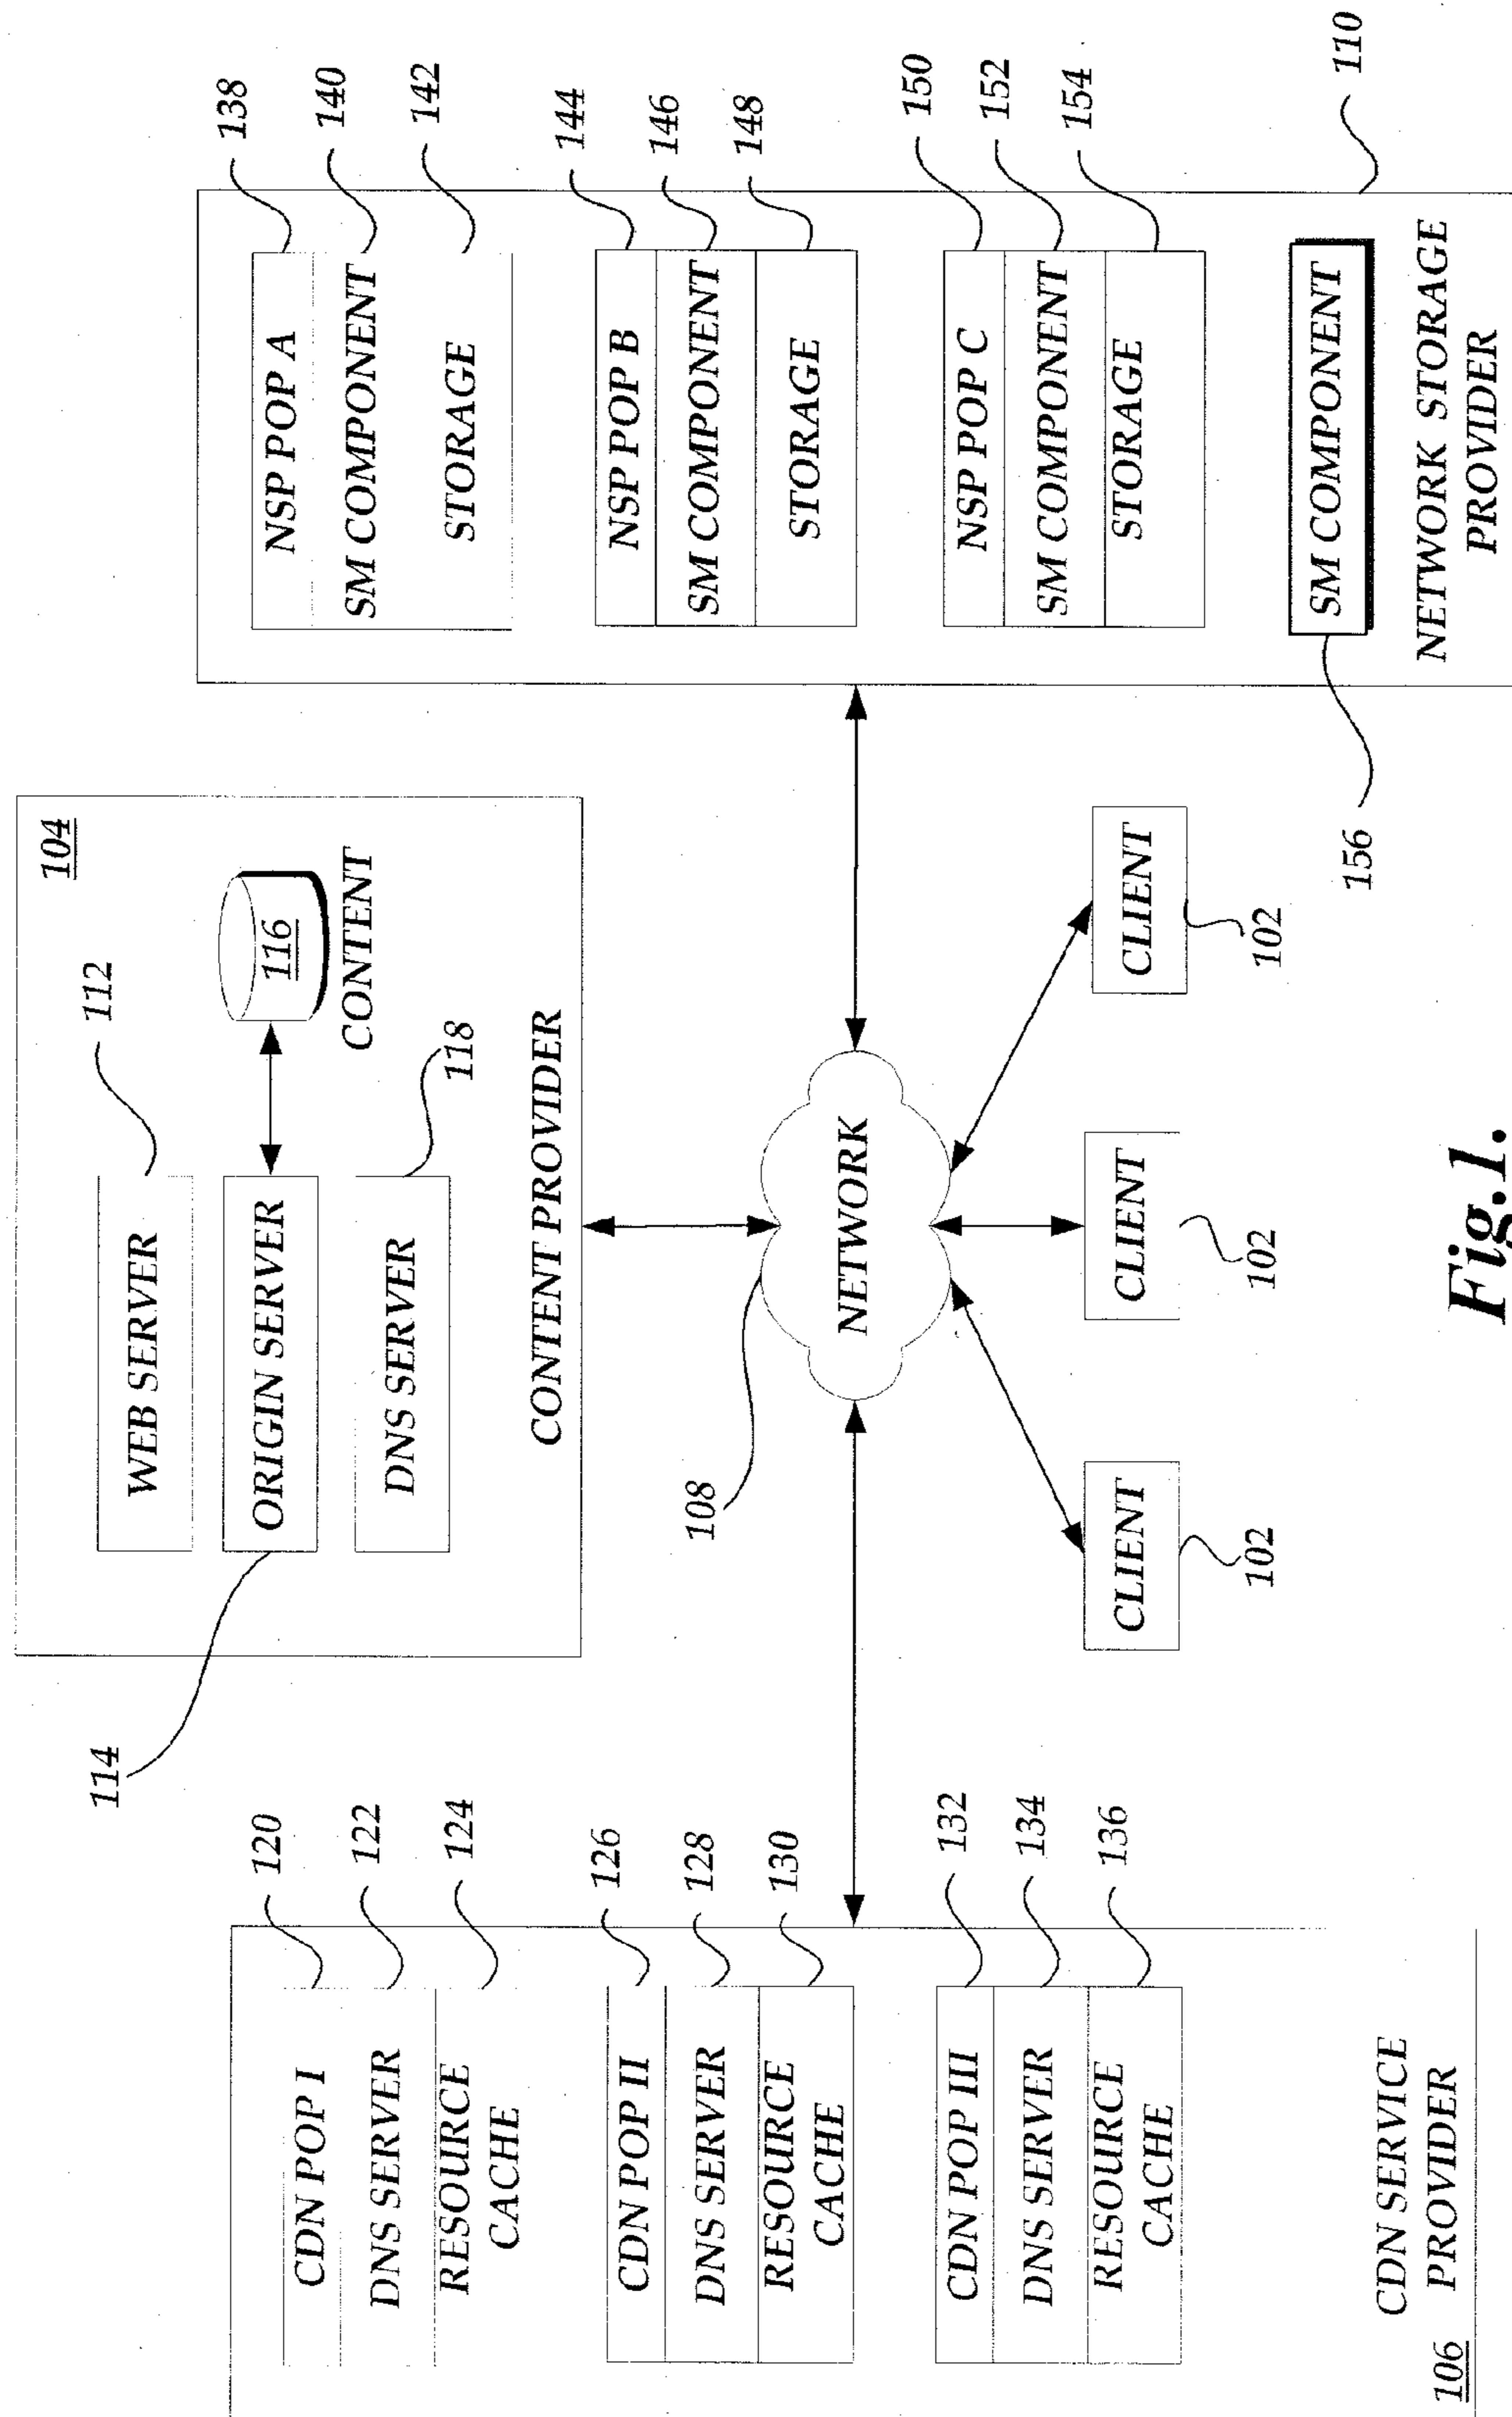 104
112
WEB SERVER
114
ORIGIN SERVER
116
CONTENT
118
DNS SERVER
CONTENT PROVIDER
120
CDN POP I
122
DNS SERVER
124
RESOURCE
CACHE
126
CDN POP II
128
DNS SERVER
130
RESOURCE
CACHE
132
CDN POP III
134
DNS SERVER
136
RESOURCE
CACHE
CDN SERVICE
PROVIDER
106
108
NETWORK
CLIENT
102
CLIENT
102
CLIENT
102
138
NSP POP A
140
SM COMPONENT
142
STORAGE
144
NSP POP B
146
SM COMPONENT
148
STORAGE
150
NSP POP C
152
SM COMPONENT
154
STORAGE
SM COMPONENT
156
NETWORK STORAGE
PROVIDER
110
Fig.1.